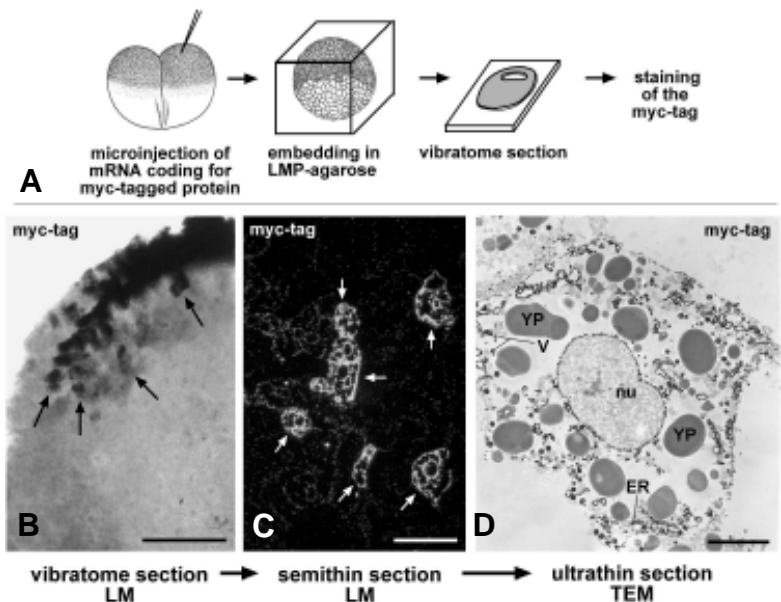 microinjection of
mRNA coding for
myc-tagged protein
embedding in
LMP-agarose
vibratome section
staining
of the
myc-tag
A
myc-tag
B
myc-tag
C
myc-tag
YP
V
nu
YP
ER
D
vibratome section
LM
semithin section
LM
ultrathin section
TEM